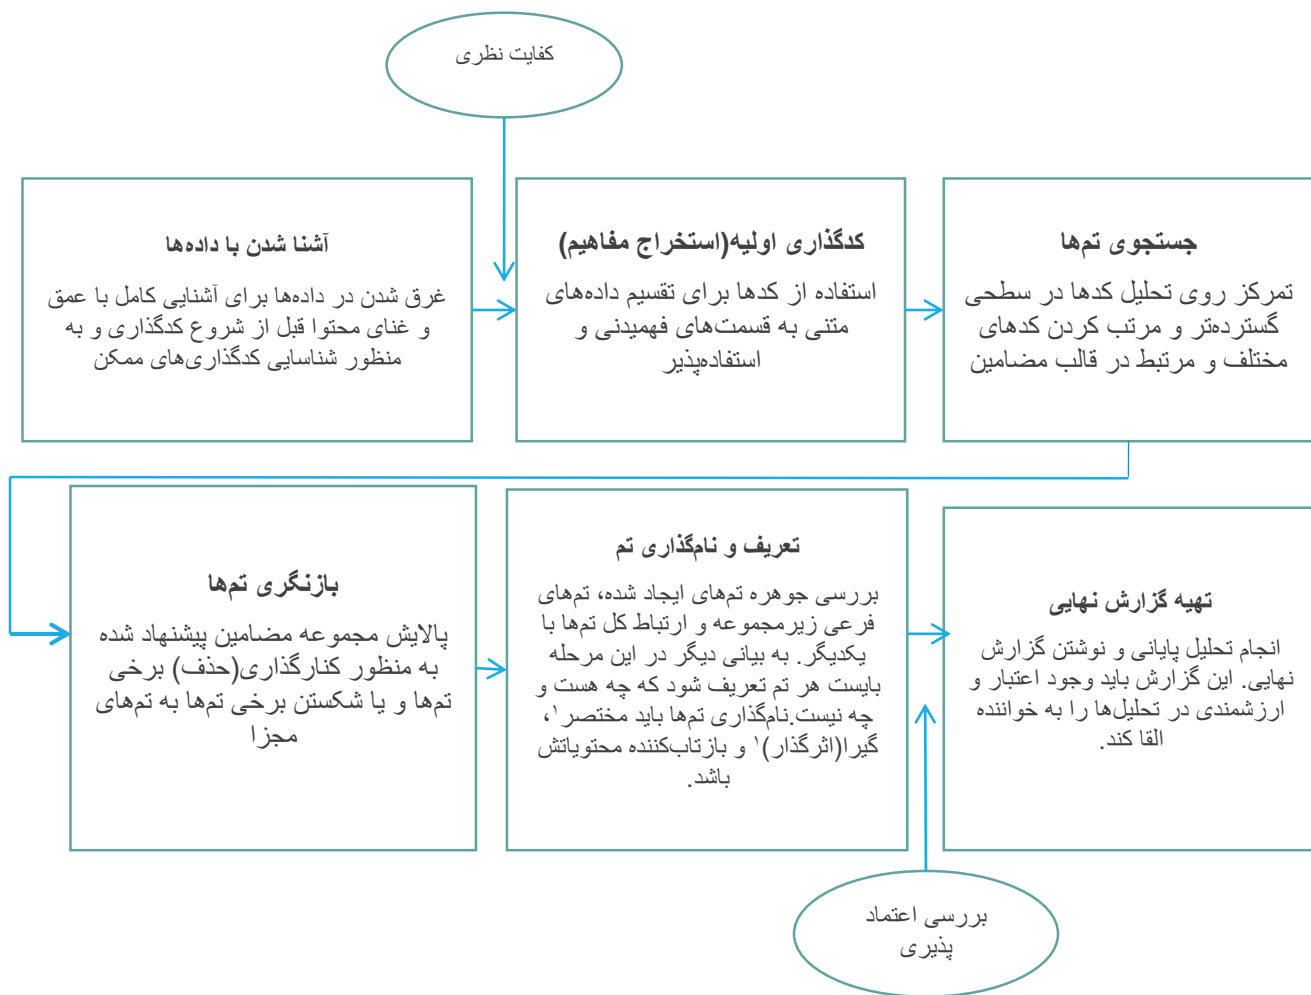 کفایت نظری
آشنا شدن با داده‌ها
غرق شدن در داده‌ها برای آشنایی کامل با عمق
و غنای محتوا قبل از شروع کدگذاری و به
منظور شناسایی کدگذاری‌های ممکن
کدگذاری اولیه(استخراج مفاهیم)
استفاده از کدها برای تقسیم داده‌های
متنی به قسمت‌های فهمیدنی و
استفاده‌پذیر
جستجوی تم‌ها
تمرکز روی تحلیل کدها در سطحی
گسترده‌تر و مرتب کردن کدهای
مختلف و مرتبط در قالب مضامین
بازنگری تم‌ها
پالایش مجموعه مضامین پیشنهاد شده
به منظور کنارگذاری(حذف) برخی
تم‌ها و یا شکستن برخی تم‌ها به تم‌های
مجزا
تعریف و نام‌گذاری تم
بررسی جوهره تم‌های ایجاد شده، تم‌های
فرعی زیرمجموعه و ارتباط کل تم‌ها با
یکدیگر. به بیانی دیگر در این مرحله
بایست هر تم تعریف شود که چه هست و
چه نیست.نام‌گذاری تم‌ها باید مختصر۱،
گیرا(اثرگذار)۱ و بازتاب‌کننده محتویاتش
باشد.
تهیه گزارش نهایی
انجام تحلیل پایانی و نوشتن گزارش
نهایی. این گزارش باید وجود اعتبار و
ارزشمندی در تحلیل‌ها را به خواننده
القا کند.
بررسی اعتماد
پذیری